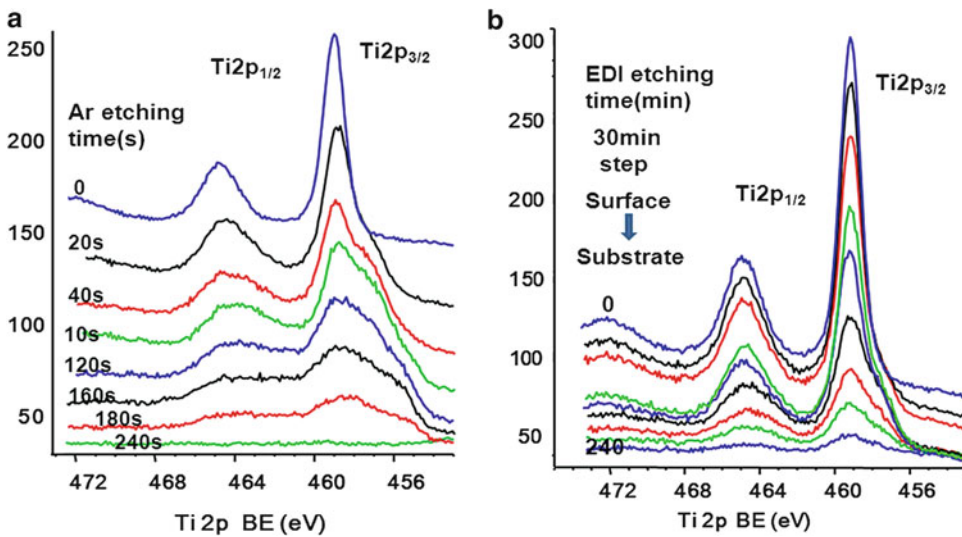 a
250
200
150
100
50
Ti2p1/2
Ti2p3/2
Ar etching
time(s)
0
20s
40s
10s
120s
160s
180s
240s
472 468 464 460 456
Ti 2p BE (eV)
b
300
250
200
150
100
50
EDI etching
time(min)
30min
step
Surface
Substrate
Ti2p3/2
Ti2p1/2
0
240
472 468 464 460 456
Ti 2p BE (eV)